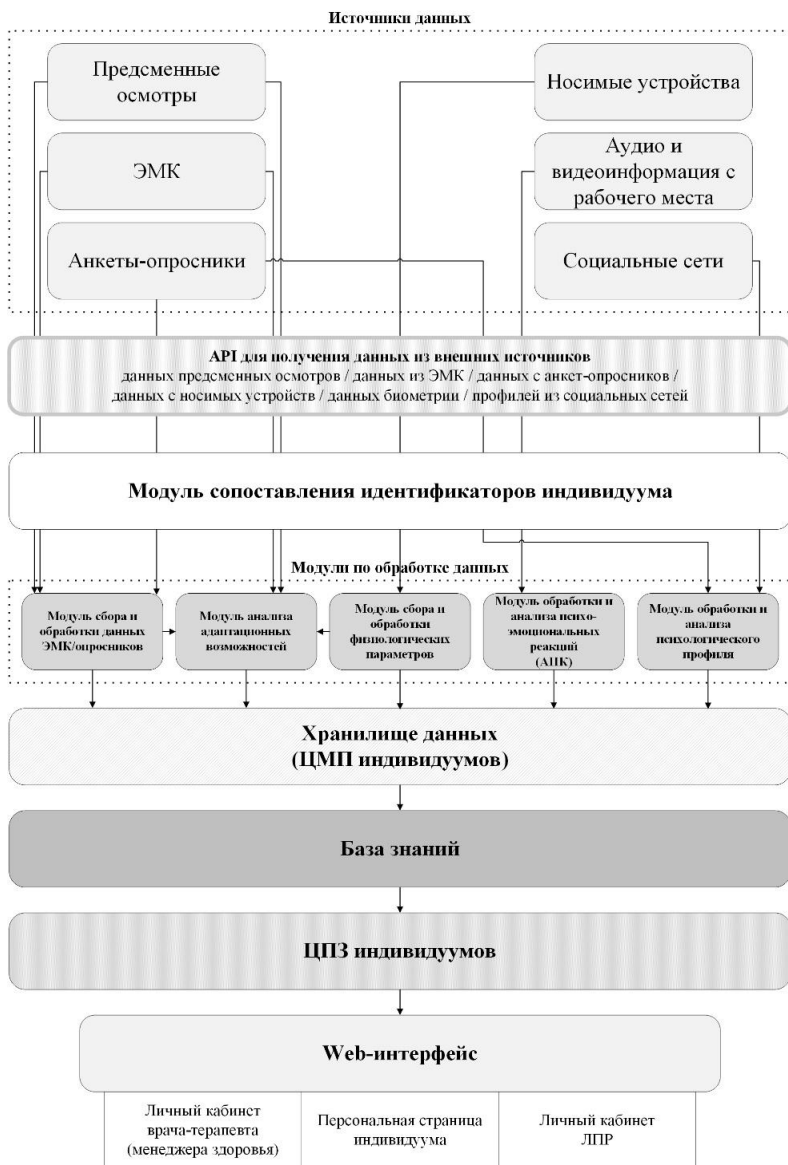 Источники данных
Предсменные
осмотры
Носимые устройства
ЭМК
Аудио и
видеоинформация с
рабочего места
Анкеты-опросники
Социальные сети
API для получения данных из внешних источников
данных предсменных осмотров / данных из ЭМК / данных с анкет-опросников /
данных с носимых устройств / данных биометрии / профилей из социальных сетей
Модуль сопоставления идентификаторов индивидуума
Модули по обработке данных
Модуль сбора и
обработки данных
ЭМК/опросников
Модуль анализа
адаптационных
возможностей
Модуль сбора и
обработки
физиологических
параметров
Модуль обработки и
анализа психо-
эмоциональных
реакций
(АПК)
Модуль обработки и
анализа
психологического
профиля
Хранилище данных
(ЦМП индивидуумов)
База знаний
ЦПЗ индивидуумов
Web-интерфейс
Личный кабинет
врача-терапевта
(менеджера здоровья)
Персональная страница
индивидуума
Личный кабинет
ЛПР